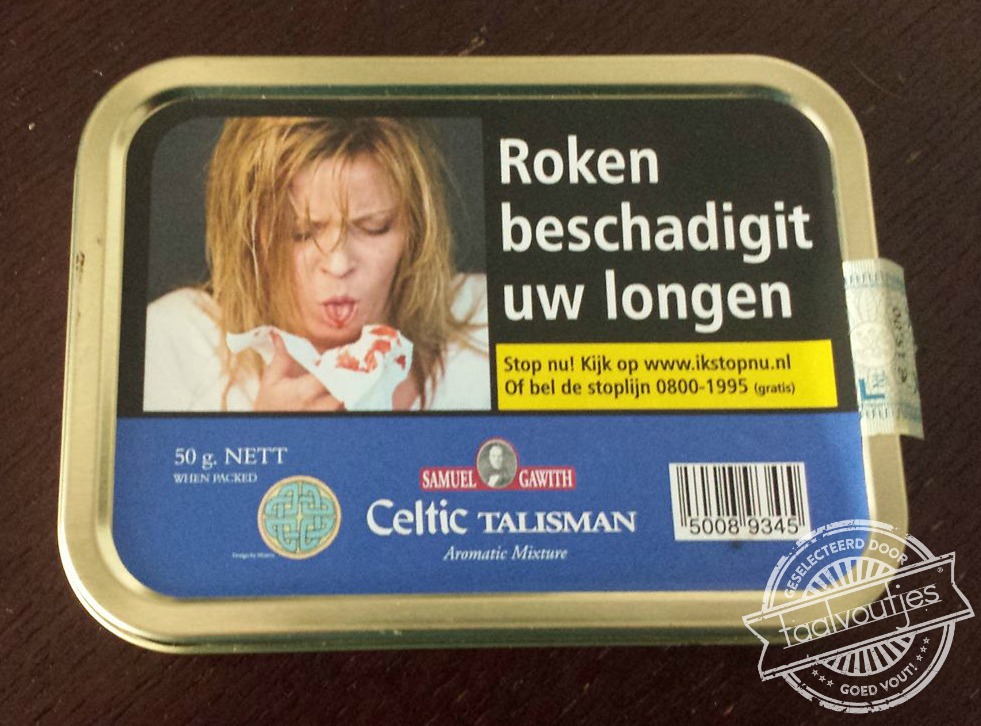 Roken
beschadigit
uw longen
Stop nu! Kijk op www.ikstopnu.nl
Of bel de stoplijn 0800-1995 (gratis)
50 g. NETT
WHEN PACKED
SAMUEL GAWITH
Celtic TALISMAN
Aromatic Mixture
5008 9345
GESELECTEERD DOOR
taalvoutjes
GOED VOUT!